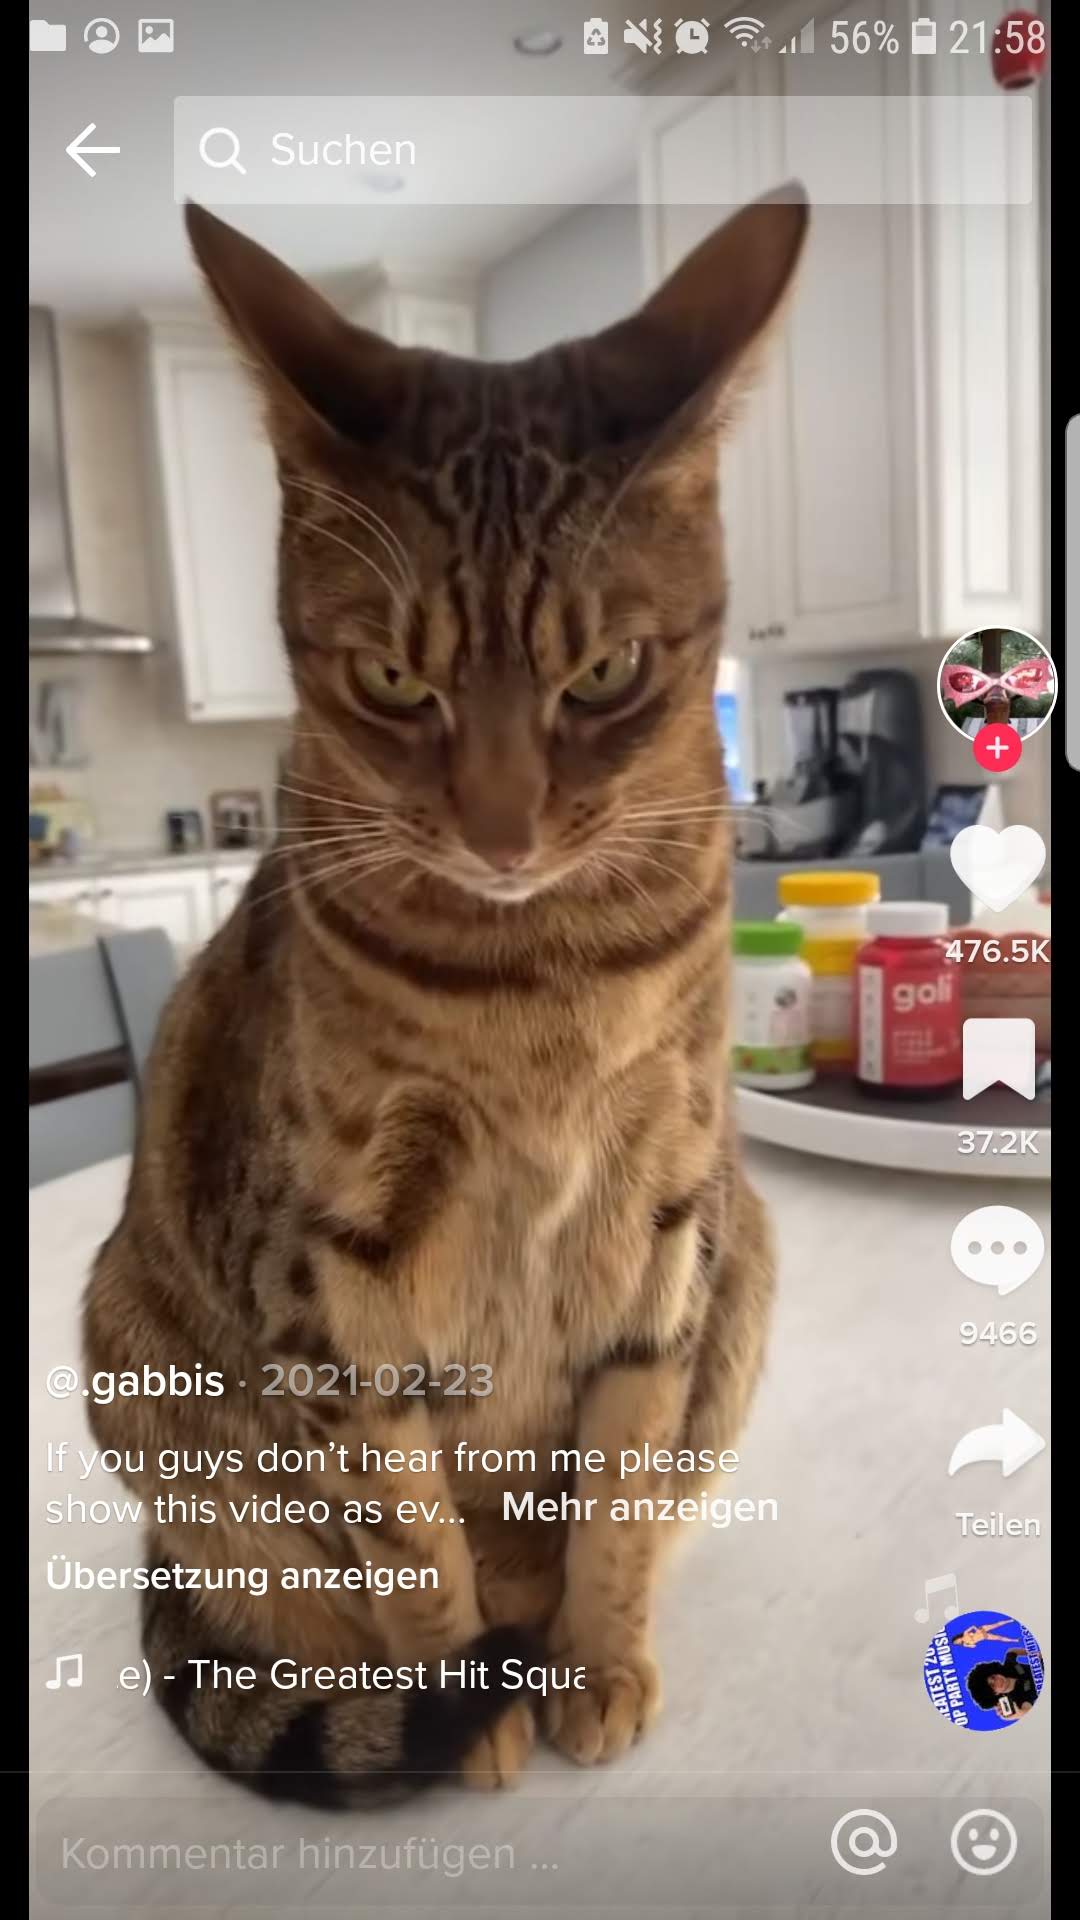 56% 21:58
Suchen
goli
476.5K
37.2K
9466
@.gabbis · 2021-02-23
If you guys don’t hear from me please
show this video as ev... Mehr anzeigen
Teilen
Übersetzung anzeigen
e) - The Greatest Hit Squa
Kommentar hinzufügen ...